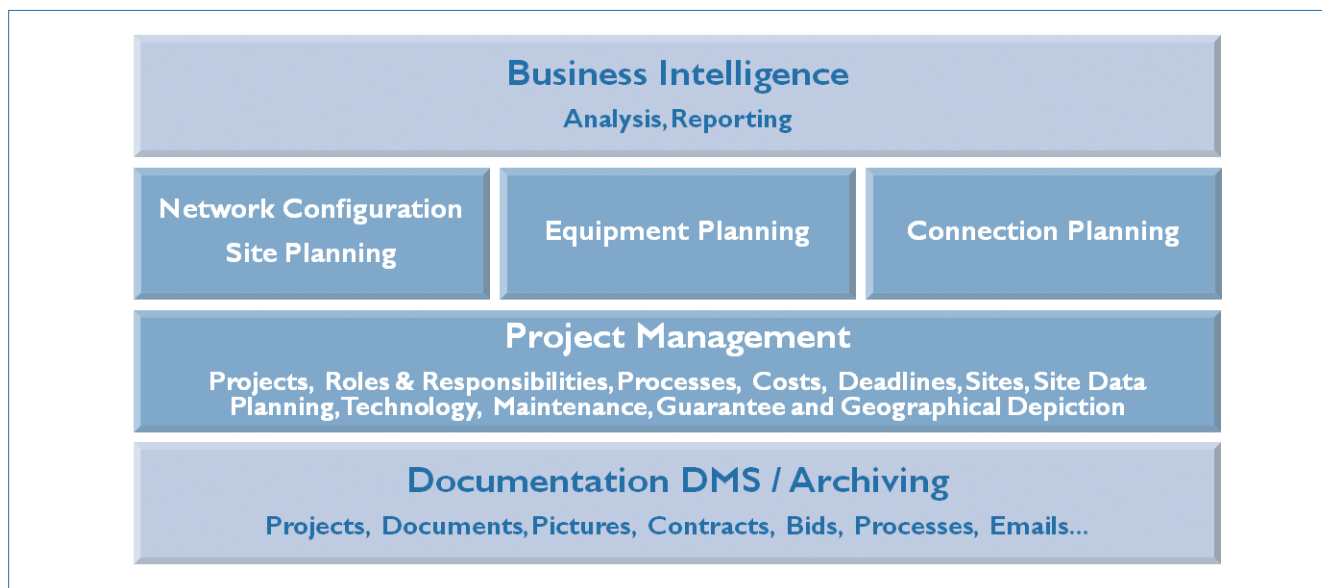 Business Intelligence
Analysis, Reporting
Network Configuration
Site Planning
Equipment Planning
Connection Planning
Project Management
Projects, Roles & Responsibilities, Processes, Costs, Deadlines, Sites, Site Data
Planning, Technology, Maintenance, Guarantee and Geographical Depiction
Documentation DMS / Archiving
Projects, Documents, Pictures, Contracts, Bids, Processes, Emails...